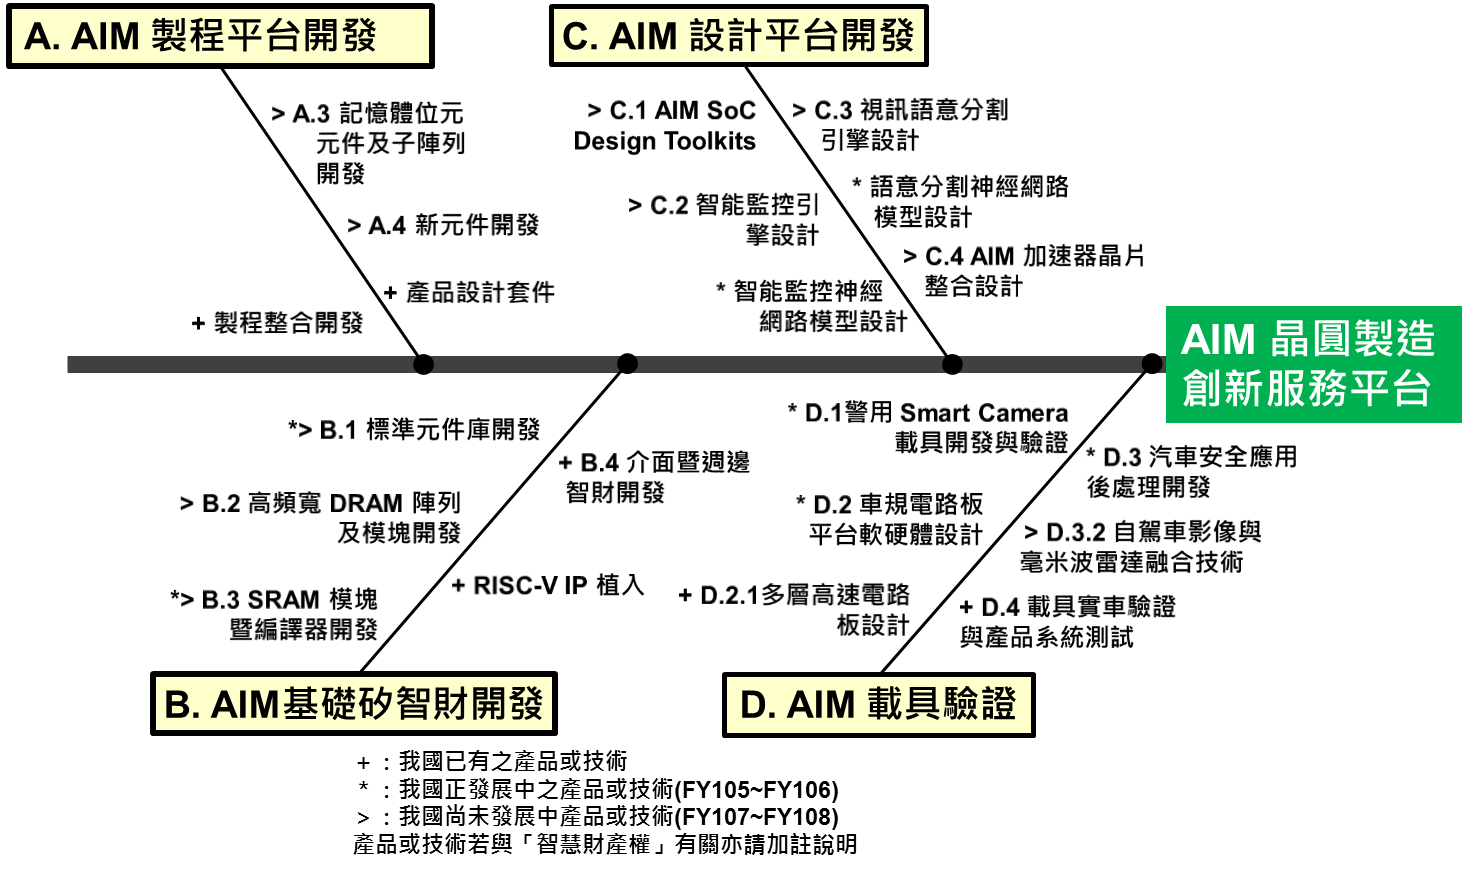 A. AIM 製程平台開發
> A.3 記憶體位元
元件及子陣列
開發
> A.4 新元件開發
+ 產品設計套件
+ 製程整合開發
C. AIM 設計平台開發
> C.1 AIM SoC
Design Toolkits
> C.2 智能監控引
擎設計
* 智能監控神經
網路模型設計
> C.3 視訊語意分割
引擎設計
* 語意分割神經網路
模型設計
> C.4 AIM 加速器晶片
整合設計
AIM 晶圓製造
創新服務平台
*> B.1 標準元件庫開發
> B.2 高頻寬 DRAM 陣列
及模塊開發
*> B.3 SRAM 模塊
暨編譯器開發
+ B.4 介面暨週邊
智財開發
+ RISC-V IP 植入
B. AIM基礎矽智財開發
* D.1警用 Smart Camera
載具開發與驗證
* D.2 車規電路板
平台軟硬體設計
+ D.2.1多層高速電路
板設計
* D.3 汽車安全應用
後處理開發
> D.3.2 自駕車影像與
毫米波雷達融合技術
+ D.4 載具實車驗證
與產品系統測試
D. AIM 載具驗證
+ ：我國已有之產品或技術
* ：我國正發展中之產品或技術(FY105~FY106)
> ：我國尚未發展中產品或技術(FY107~FY108)
產品或技術若與「智慧財產權」有關亦請加註說明